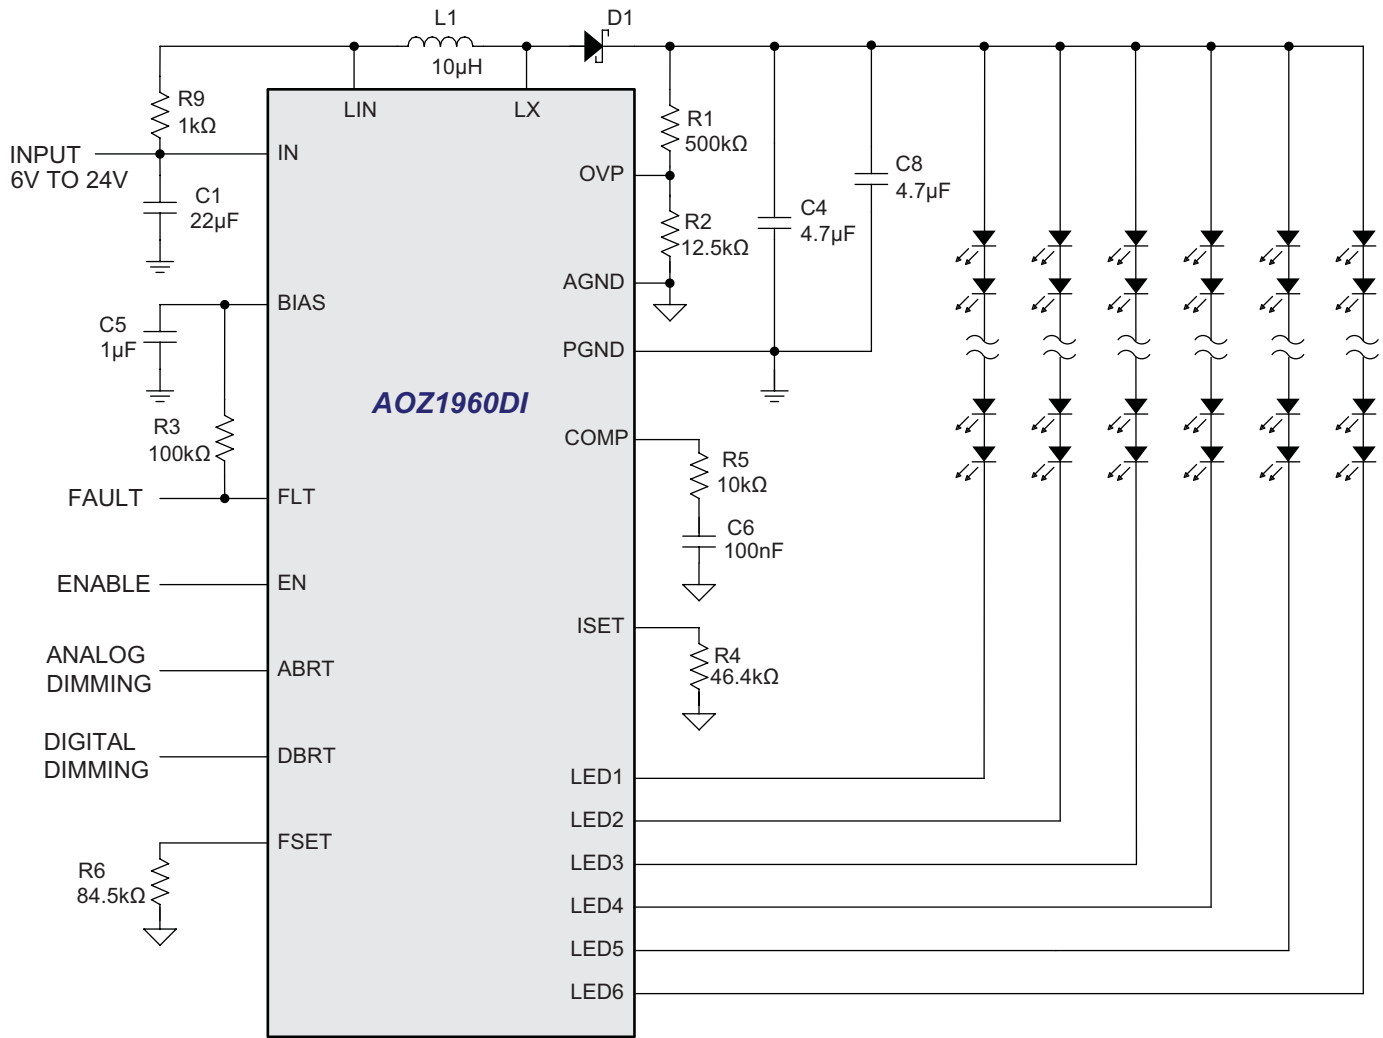 L1
D1
10µH
R9
1kΩ
LIN
LX
R1
500kΩ
INPUT
6V TO 24V
IN
OVP
C8
4.7µF
C1
22µF
C4
4.7µF
R2
12.5kΩ
AGND
BIAS
C5
1µF
PGND
AOZ1960DI
R3
100kΩ
COMP
R5
10kΩ
FAULT
FLT
C6
100nF
ENABLE
EN
ISET
R4
46.4kΩ
ANALOG
DIMMING
ABRT
DIGITAL
DIMMING
DBRT
LED1
LED2
FSET
LED3
R6
84.5kΩ
LED4
LED5
LED6